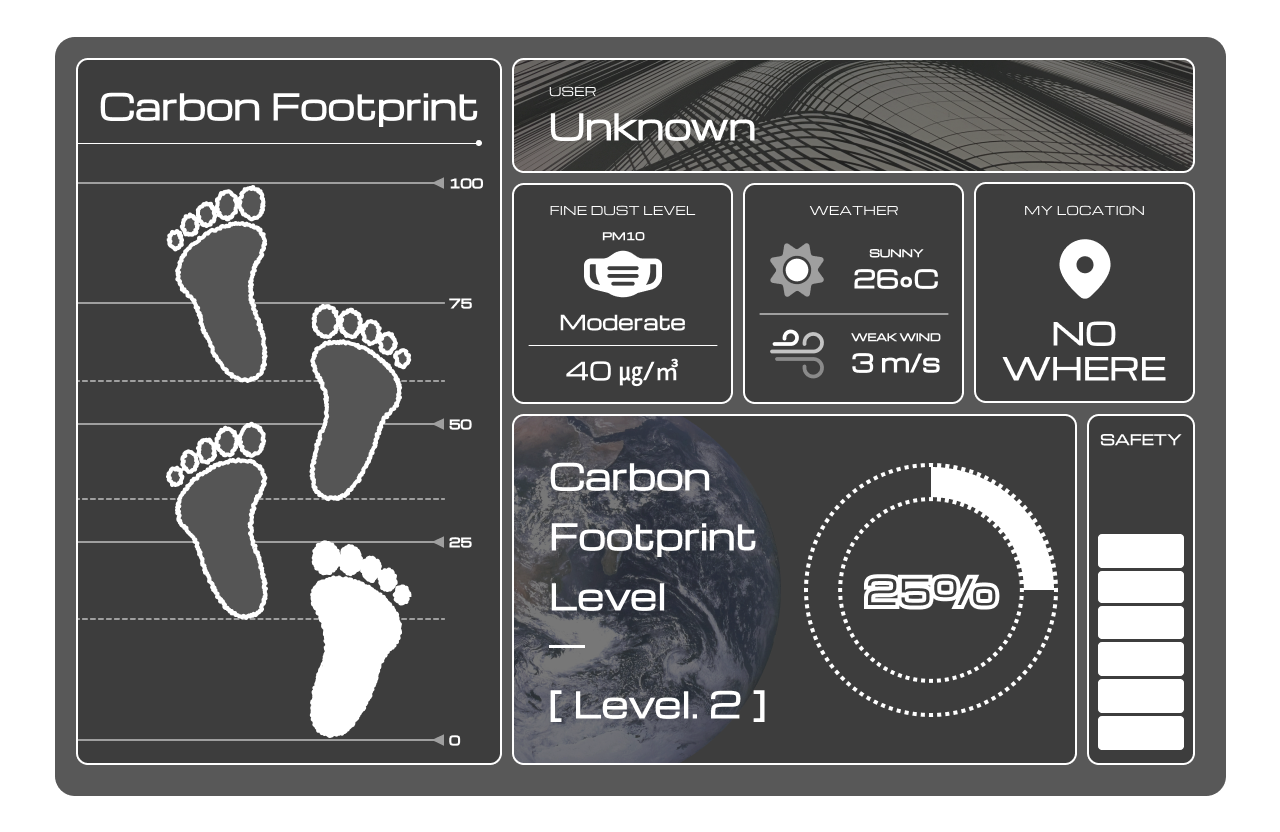 Carbon Footprint
100
75
50
25
0
USER
Unknown
FINE DUST LEVEL
PM10
Moderate
40 ㎍/㎥
WEATHER
SUNNY
26°C
WEAK WIND
3 m/s
MY LOCATION
NO
WHERE
Carbon
Footprint
Level
[ Level. 2 ]
25%
SAFETY